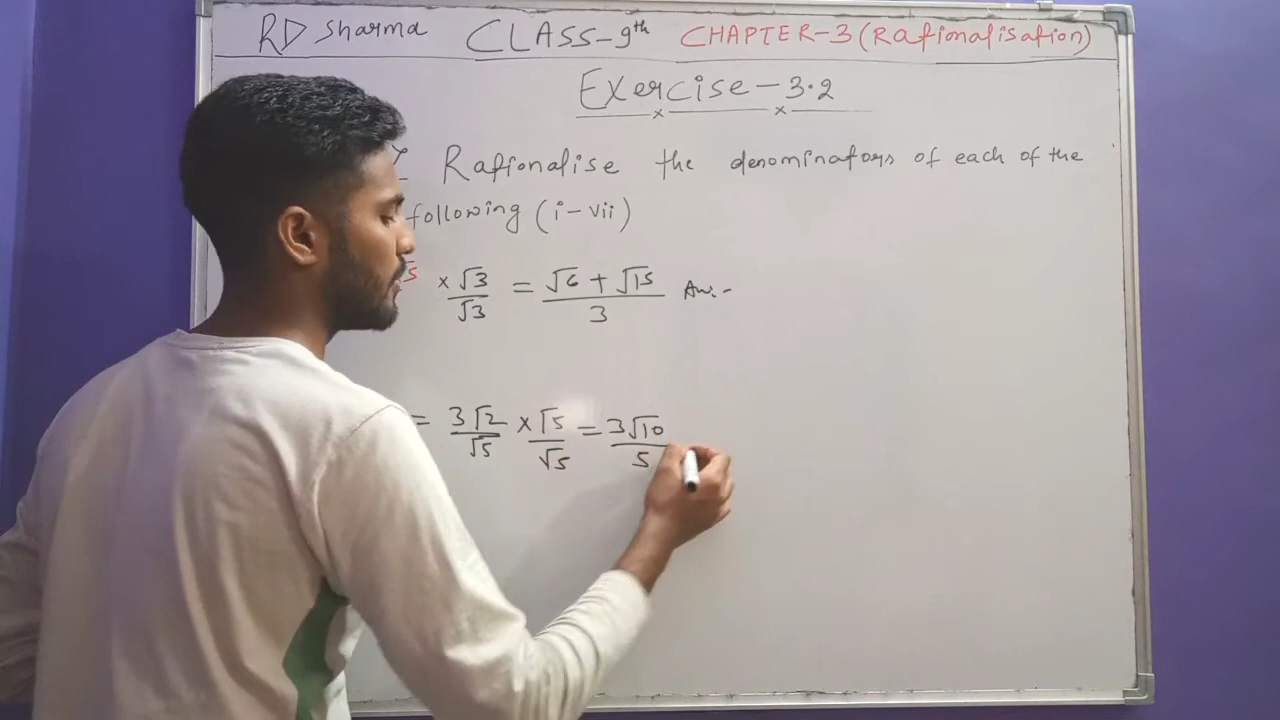 RD Sharma CLASS-9th CHAPTER-3 (Rationalisation)
Exercise-3.2
Rationalise the denominators of each of the
following (i-vii)
√5 × √3/√3 = √6 + √15/3 Ans.-
= 3√2/√5 × √5/√5 = 3√10/5